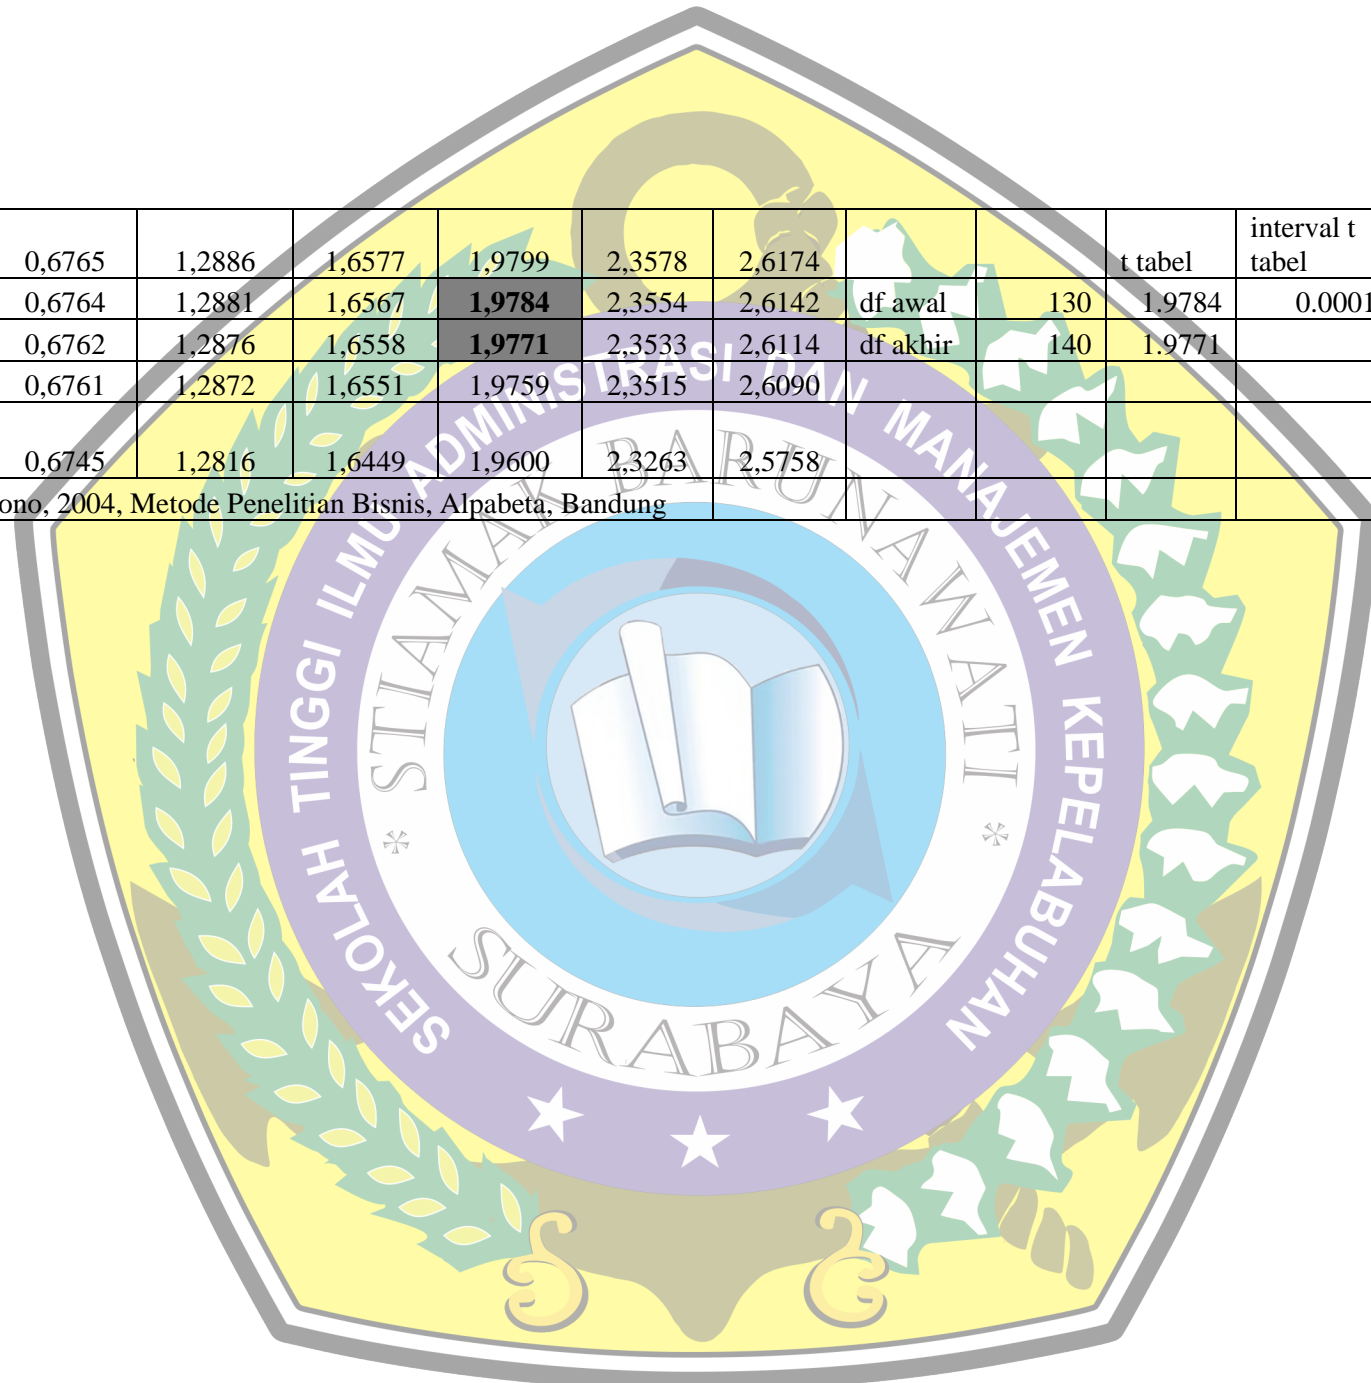 interval t
0,6765 1,2886 1,6577 1,9799 2,3578 2,6174 t tabel tabel
0,6764 1,2881 1,6567 1,9784 2,3554 2,6142 df awal 130 1.9784 0.0001
0,6762 1,2876 1,6558 1,9771 2,3533 2,6114 df akhir 140 1.9771
0,6761 1,2872 1,6551 1,9759 2,3515 2,6090
0,6745 1,2816 1,6449 1,9600 2,3263 2,5758
ono, 2004, Metode Penelitian Bisnis, Alpabeta, Bandung
SEKOLAH TINGGI ILMU ADMINISTRASI DAN MANAJEMEN KEPELABUHAN
STIAMAK BARUNAWATI
* SURABAYA *